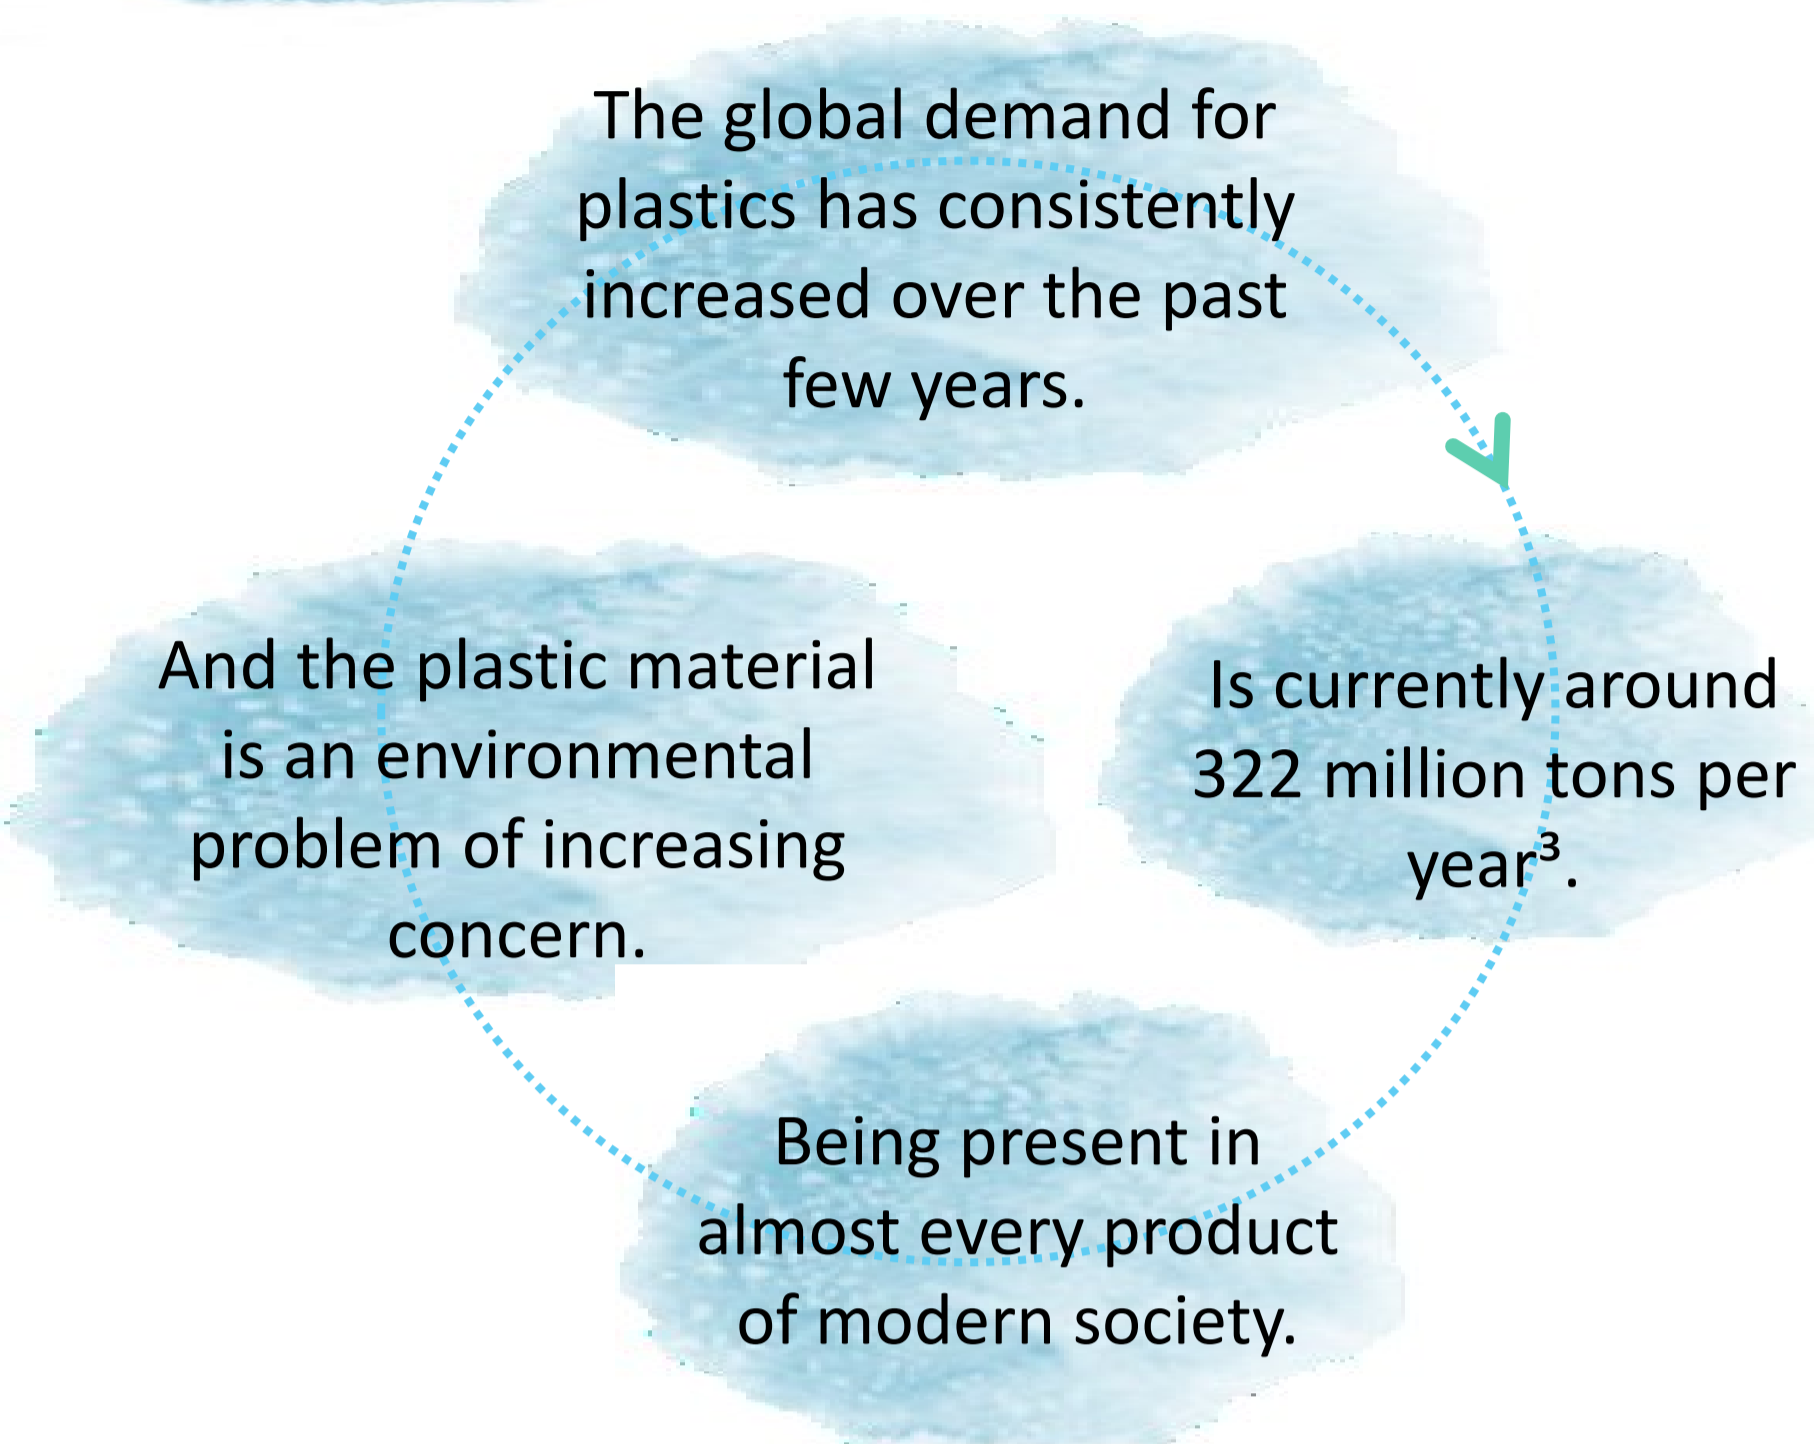 The global demand for
plastics has consistently
increased over the past
few years.
Is currently around
322 million tons per
year³.
Being present in
almost every product
of modern society.
And the plastic material
is an environmental
problem of increasing
concern.